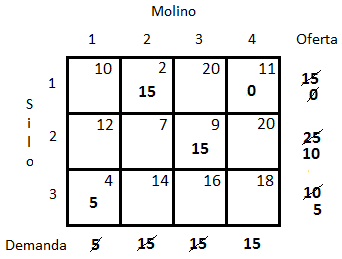 Molino
1 2 3 4 Oferta
10 2 20 11
1 15 0 15
0
S
i
l
o
12 7 9 20
2 15 25
10
4 14 16 18
3 5 10
5
Demanda 5 15 15 15